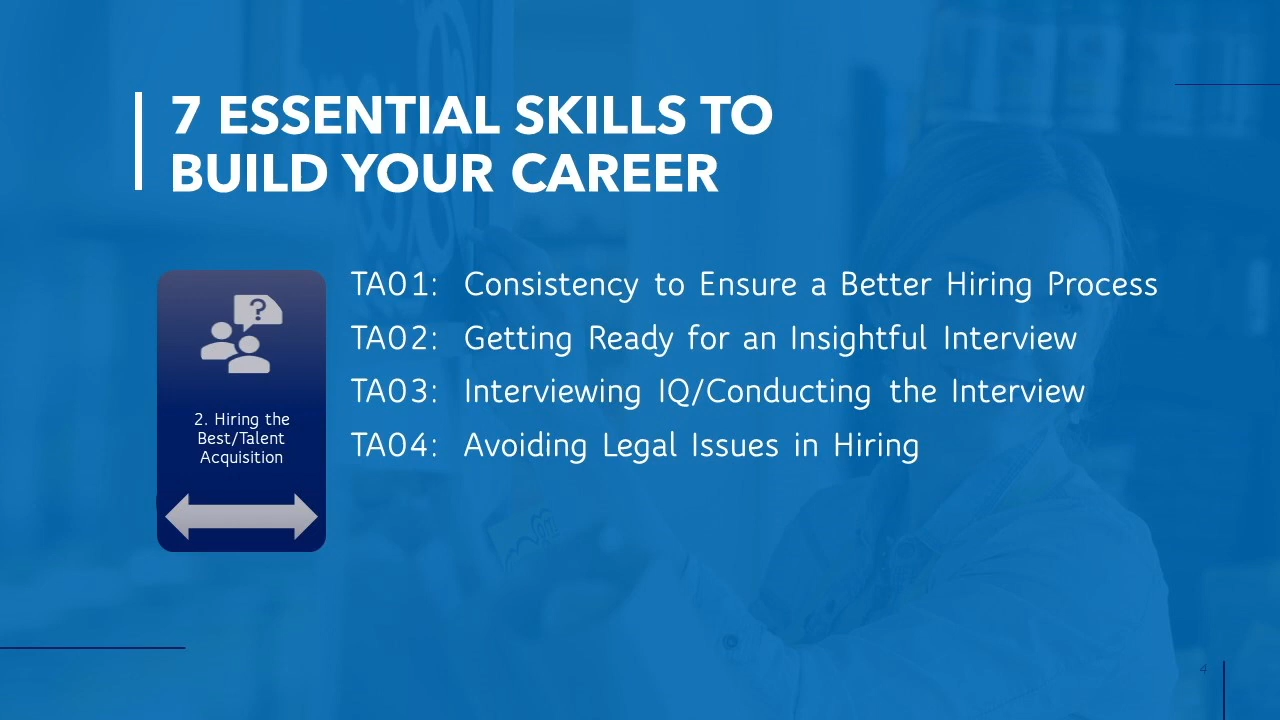 7 ESSENTIAL SKILLS TO
BUILD YOUR CAREER
?
2. Hiring the
Best/Talent
Acquisition
TA01: Consistency to Ensure a Better Hiring Process
TA02: Getting Ready for an Insightful Interview
TA03: Interviewing IQ/Conducting the Interview
TA04: Avoiding Legal Issues in Hiring
4